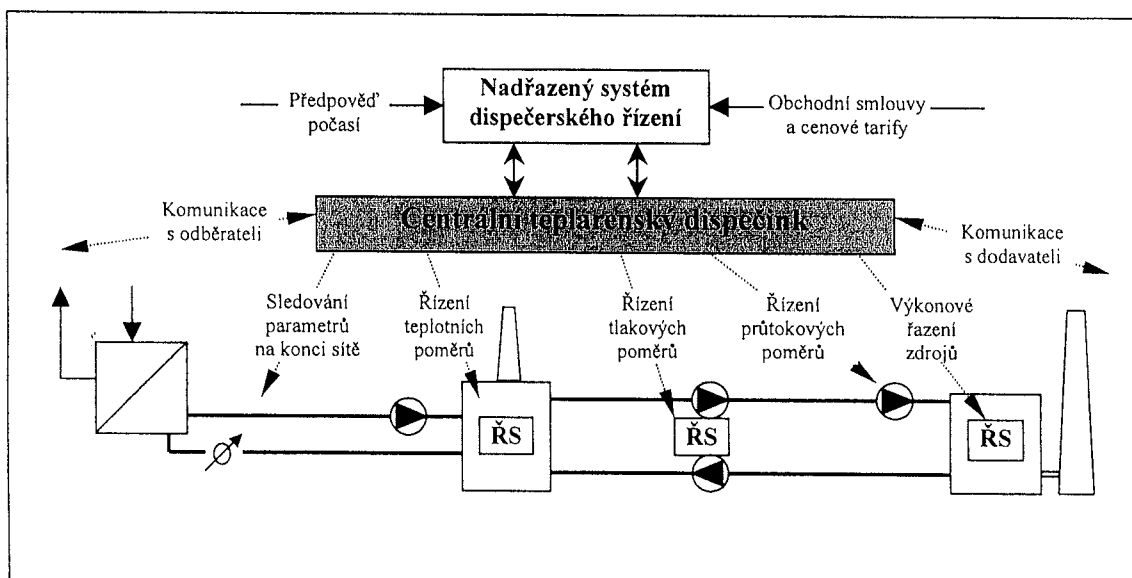 Nadřazený systém
dispečerského řízení
Předpověď
počasí
Obchodní smlouvy
a cenové tarify
Centrální teplárenský dispečink
Komunikace
s odběrateli
Komunikace
s dodavateli
Sledování
parametrů
na konci sítě
Řízení
teplotních
poměrů
Řízení
tlakových
poměrů
Řízení
průtokových
poměrů
Výkonové
řazení
zdrojů
ŘS
ŘS
ŘS